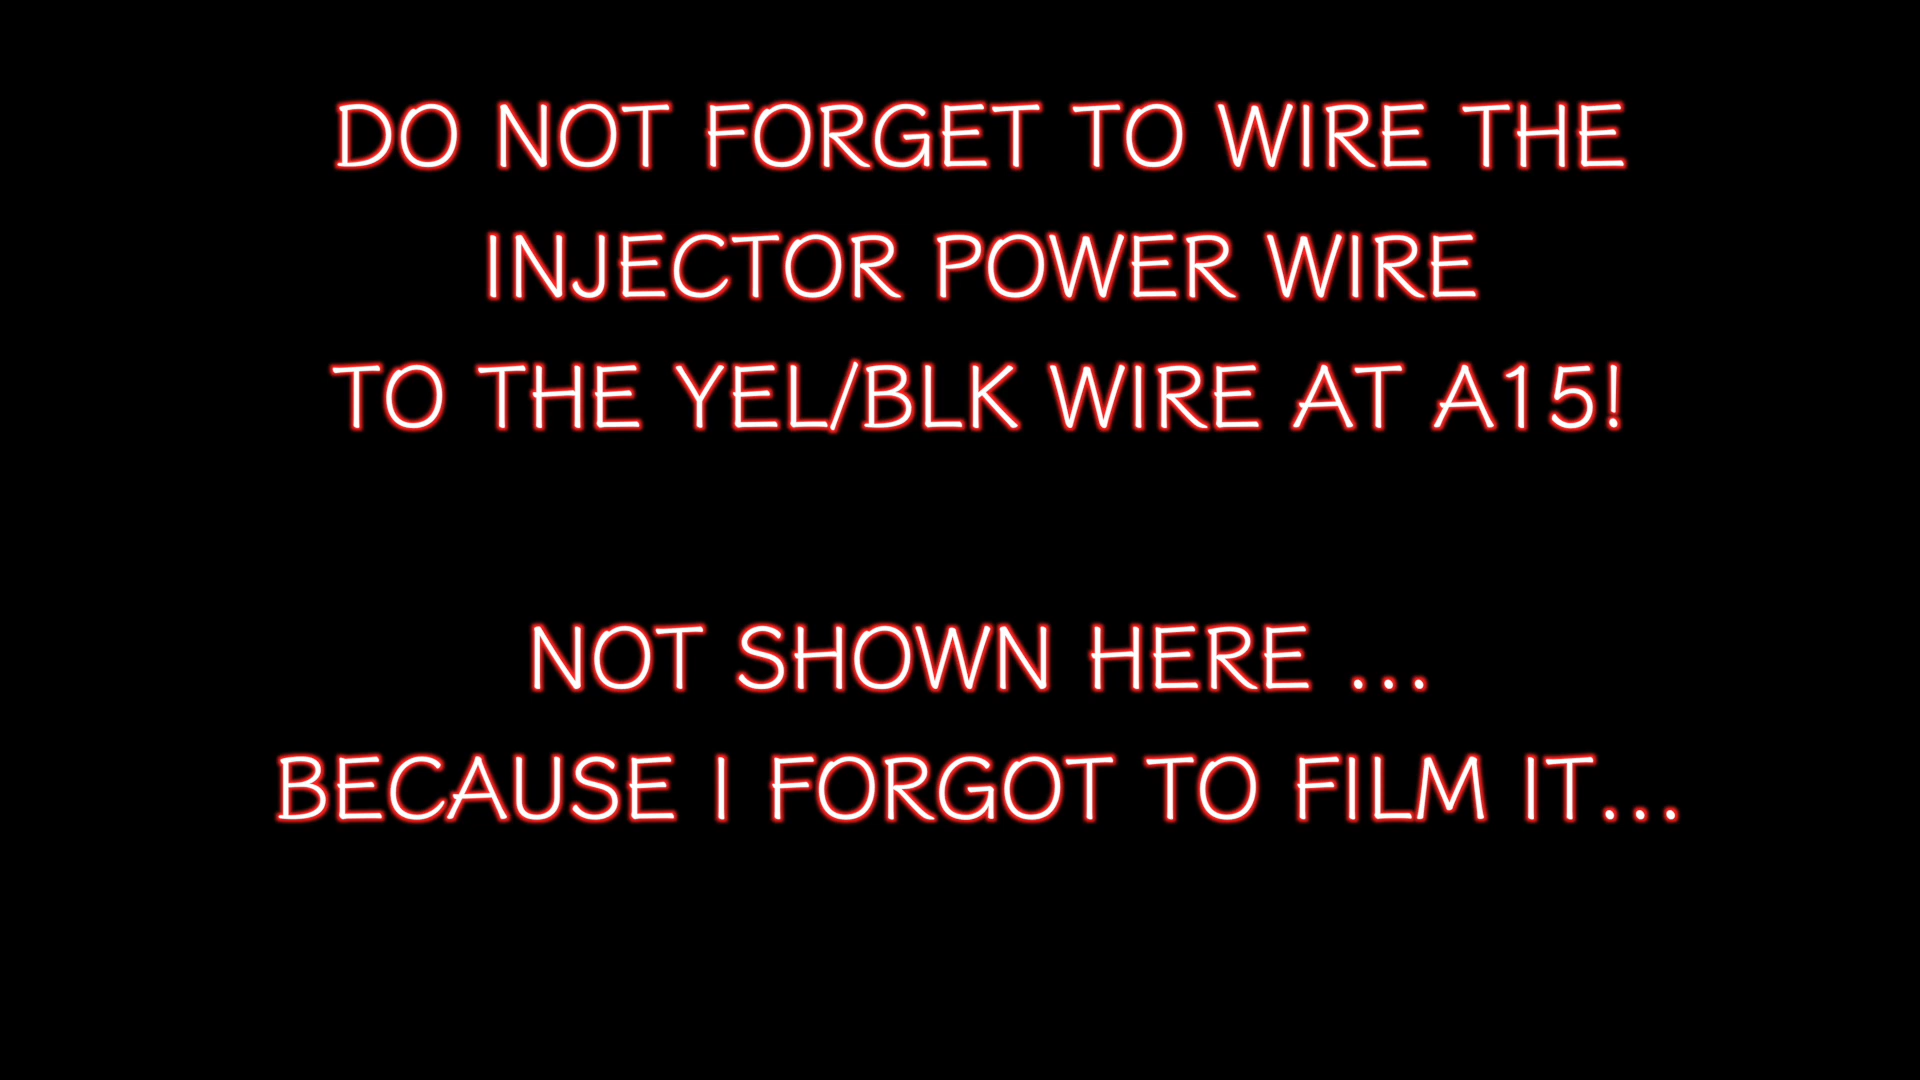 DO NOT FORGET TO WIRE THE
INJECTOR POWER WIRE
TO THE YEL/BLK WIRE AT A15!
NOT SHOWN HERE ...
BECAUSE I FORGOT TO FILM IT...